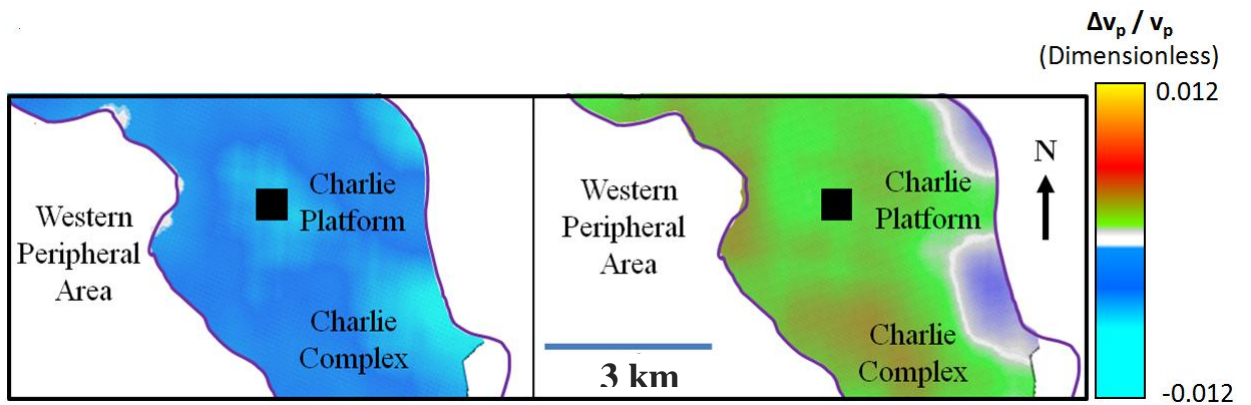 Δvp / vp
(Dimensionless)
0.012
-0.012
Western
Peripheral
Area
Charlie
Platform
Charlie
Complex
Western
Peripheral
Area
Charlie
Platform
Charlie
Complex
N
3 km